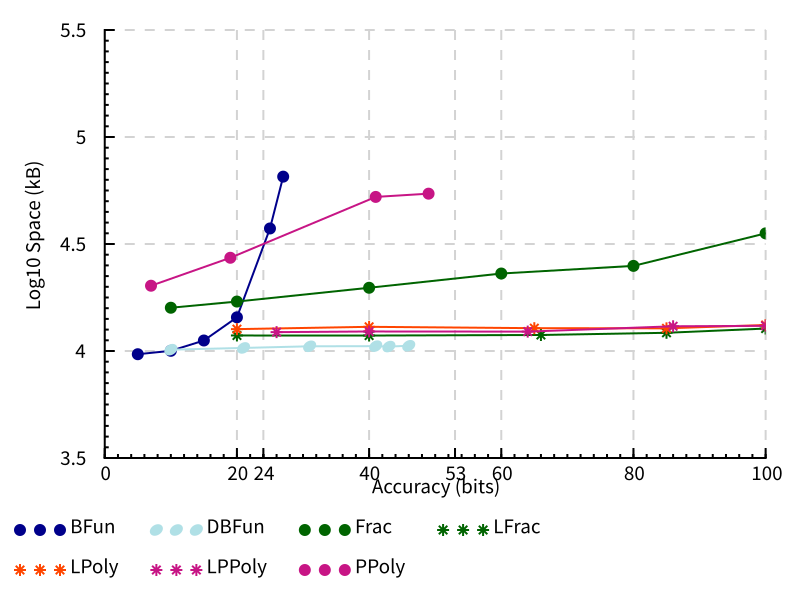 5.5
5
4.5
4
3.5
Log10 Space (kB)
0 20 24 40 53 60 80 100
Accuracy (bits)
BFun DBFun Frac LFrac
LPoly LPPoly PPoly